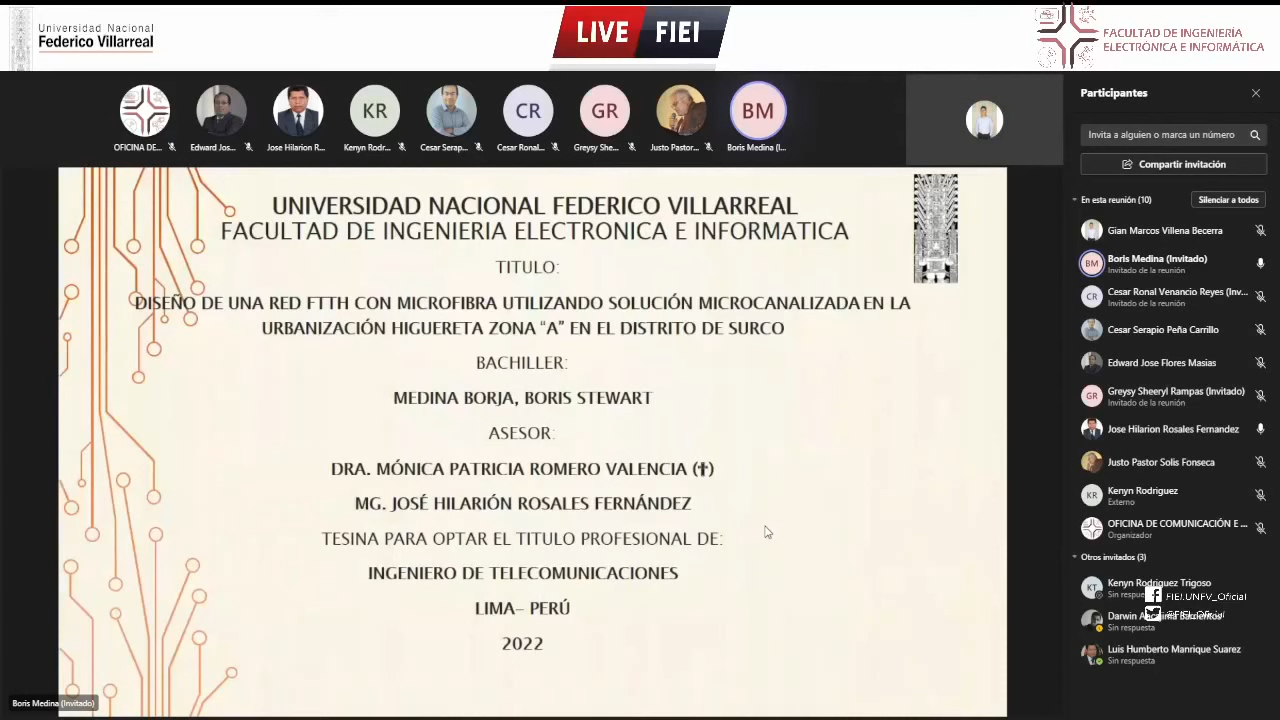 Universidad Nacional
Federico Villarreal
LIVE FIEI
FACULTAD DE INGENIERÍA
ELECTRÓNICA E INFORMÁTICA
OFICINA DE...
Edward Jos...
Jose Hilarion R...
KR
Kenyn Rodr...
Cesar Serap...
CR
Cesar Ronal...
GR
Greysy She...
Justo Pastor...
BM
Boris Medina (I...
UNIVERSIDAD NACIONAL FEDERICO VILLARREAL
FACULTAD DE INGENIERIA ELECTRONICA E INFORMATICA
TITULO:
DISEÑO DE UNA RED FTTH CON MICROFIBRA UTILIZANDO SOLUCIÓN MICROCANALIZADA EN LA
URBANIZACIÓN HIGUERETA ZONA “A” EN EL DISTRITO DE SURCO
BACHILLER:
MEDINA BORJA, BORIS STEWART
ASESOR:
DRA. MÓNICA PATRICIA ROMERO VALENCIA (✝)
MG. JOSÉ HILARIÓN ROSALES FERNÁNDEZ
TESINA PARA OPTAR EL TITULO PROFESIONAL DE:
INGENIERO DE TELECOMUNICACIONES
LIMA– PERÚ
2022
Boris Medina (Invitado)
Participantes
Invita a alguien o marca un número
Compartir invitación
En esta reunión (10)
Silenciar a todos
Gian Marcos Villena Becerra
BM
Boris Medina (Invitado)
Invitado de la reunión
CR
Cesar Ronal Venancio Reyes (Inv...
Invitado de la reunión
Cesar Serapio Peña Carrillo
Edward Jose Flores Masias
GR
Greysy Sheeryl Rampas (Invitado)
Invitado de la reunión
Jose Hilarion Rosales Fernandez
Justo Pastor Solis Fonseca
KR
Kenyn Rodriguez
Externo
OFICINA DE COMUNICACIÓN E ...
Organizador
Otros invitados (3)
KT
Kenyn Rodriguez Trigoso
Sin
FIEI.UNFV_Oficial
Darwin
Sin respuesta
Luis Humberto Manrique Suarez
Sin respuesta